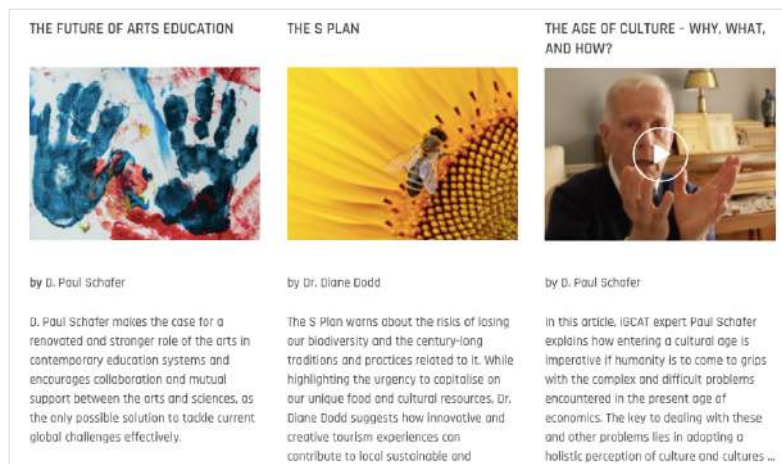 THE FUTURE OF ARTS EDUCATION
by D. Paul Schafer
D. Paul Schafer makes the case for a
renovated and stronger role of the arts in
contemporary education systems and
encourages collaboration and mutual
support between the arts and sciences, as
the only possible solution to tackle current
global challenges effectively.
THE S PLAN
by Dr. Diane Dodd
The S Plan warns about the risks of losing
our biodiversity and the century-long
traditions and practices related to it. While
highlighting the urgency to capitalise on
our unique food and cultural resources, Dr.
Diane Dodd suggests how innovative and
creative tourism experiences can
contribute to local sustainable and
THE AGE OF CULTURE - WHY, WHAT,
AND HOW?
by D. Paul Schafer
In this article, IGCAT expert Paul Schafer
explains how entering a cultural age is
imperative if humanity is to come to grips
with the complex and difficult problems
encountered in the present age of
economics. The key to dealing with these
and other problems lies in adopting a
holistic perception of culture and cultures ...